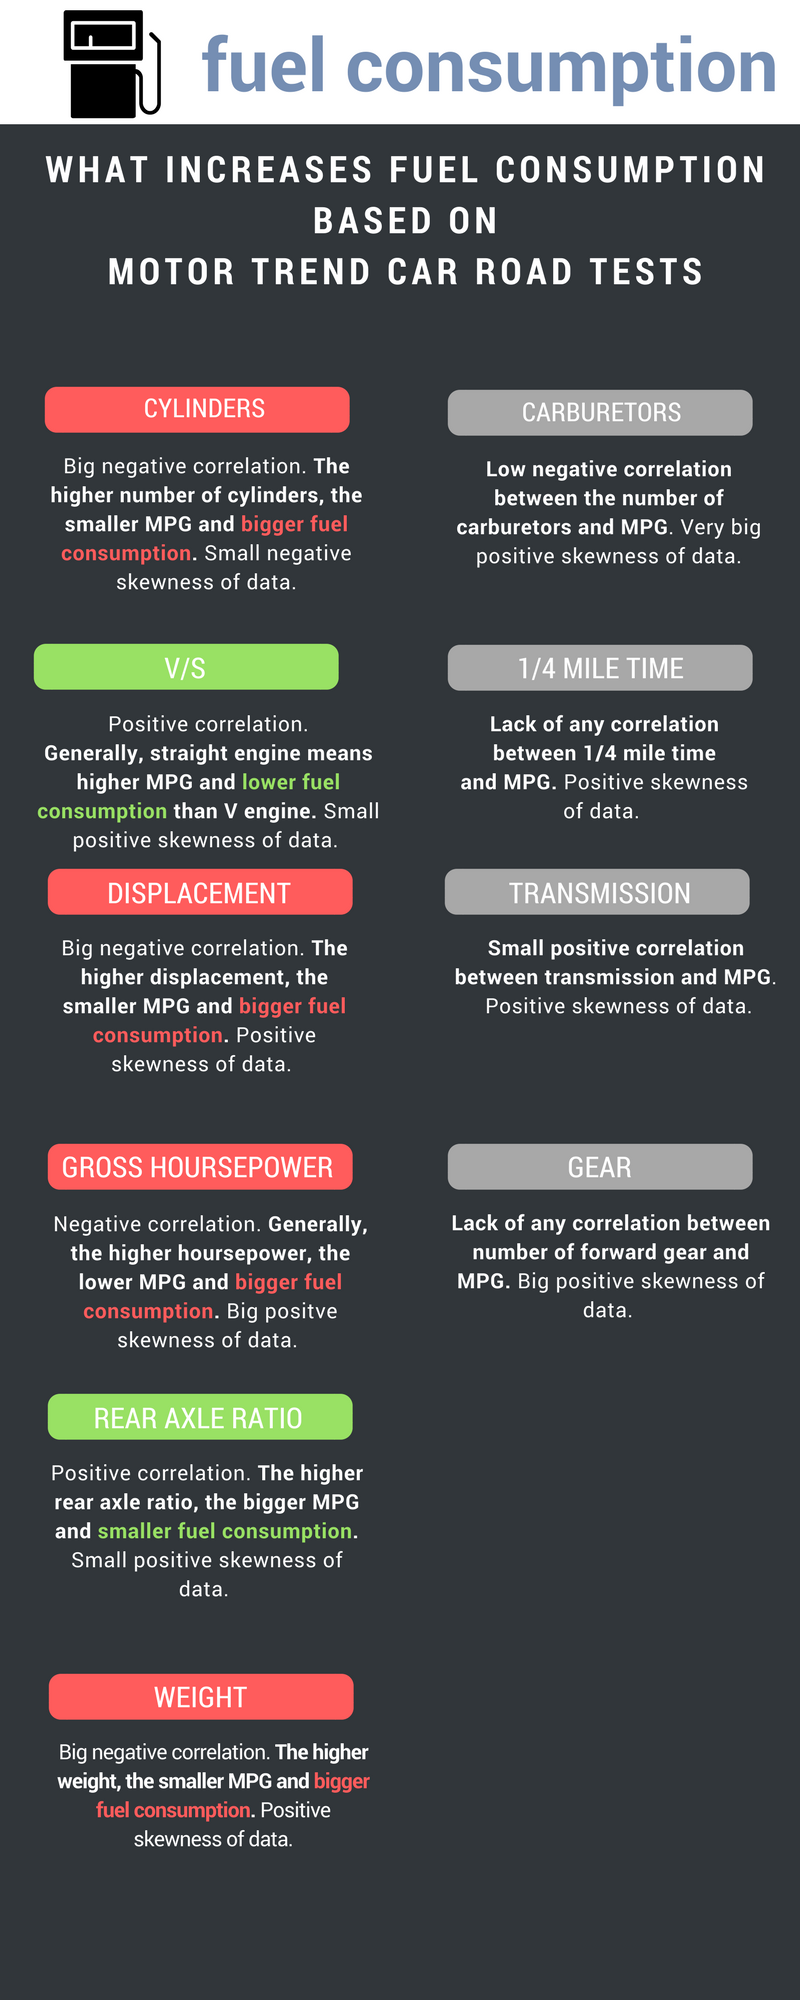 fuel consumption
WHAT INCREASES FUEL CONSUMPTION
BASED ON
MOTOR TREND CAR ROAD TESTS
CYLINDERS
Big negative correlation. The
higher number of cylinders, the
smaller MPG and bigger fuel
consumption. Small negative
skewness of data.
CARBURETORS
Low negative correlation
between the number of
carburetors and MPG. Very big
positive skewness of data.
V/S
Positive correlation.
Generally, straight engine means
higher MPG and lower fuel
consumption than V engine. Small
positive skewness of data.
1/4 MILE TIME
Lack of any correlation
between 1/4 mile time
and MPG. Positive skewness
of data.
DISPLACEMENT
Big negative correlation. The
higher displacement, the
smaller MPG and bigger fuel
consumption. Positive
skewness of data.
TRANSMISSION
Small positive correlation
between transmission and MPG.
Positive skewness of data.
GROSS HOURSEPOWER
Negative correlation. Generally,
the higher hoursepower, the
lower MPG and bigger fuel
consumption. Big positve
skewness of data.
GEAR
Lack of any correlation between
number of forward gear and
MPG. Big positive skewness of
data.
REAR AXLE RATIO
Positive correlation. The higher
rear axle ratio, the bigger MPG
and smaller fuel consumption.
Small positive skewness of
data.
WEIGHT
Big negative correlation. The higher
weight, the smaller MPG and bigger
fuel consumption. Positive
skewness of data.